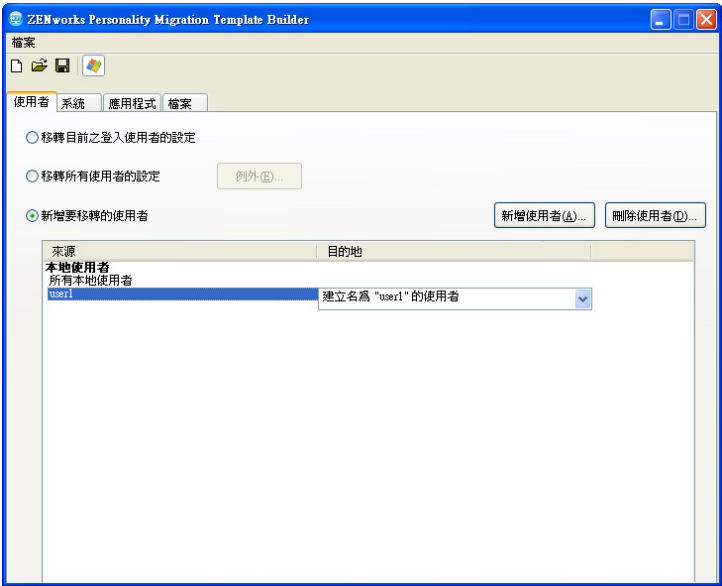 ZENworks Personality Migration Template Builder
檔案
使用者 系統 應用程式 檔案
移轉目前之登入使用者的設定
移轉所有使用者的設定 例外(E)...
新增要移轉的使用者 新增使用者(A)... 刪除使用者(D)...
來源 目的地
本地使用者
所有本地使用者
user1 建立名為 "user1" 的使用者